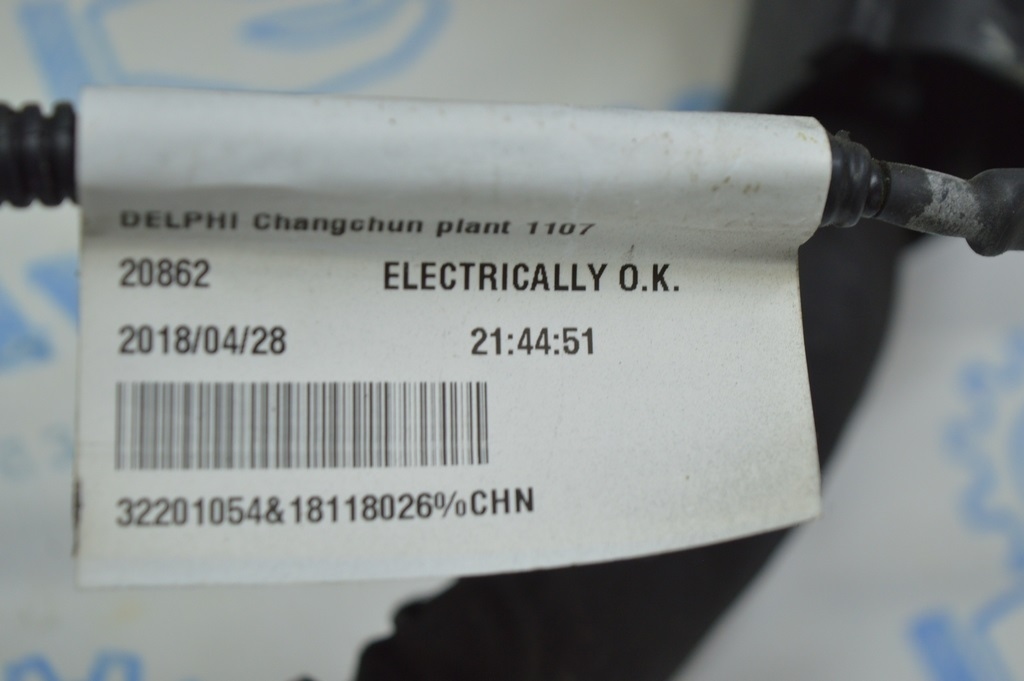 DELPHI Changchun plant 1107
20862 ELECTRICALLY O.K.
2018/04/28 21:44:51
32201054&18118026%CHN